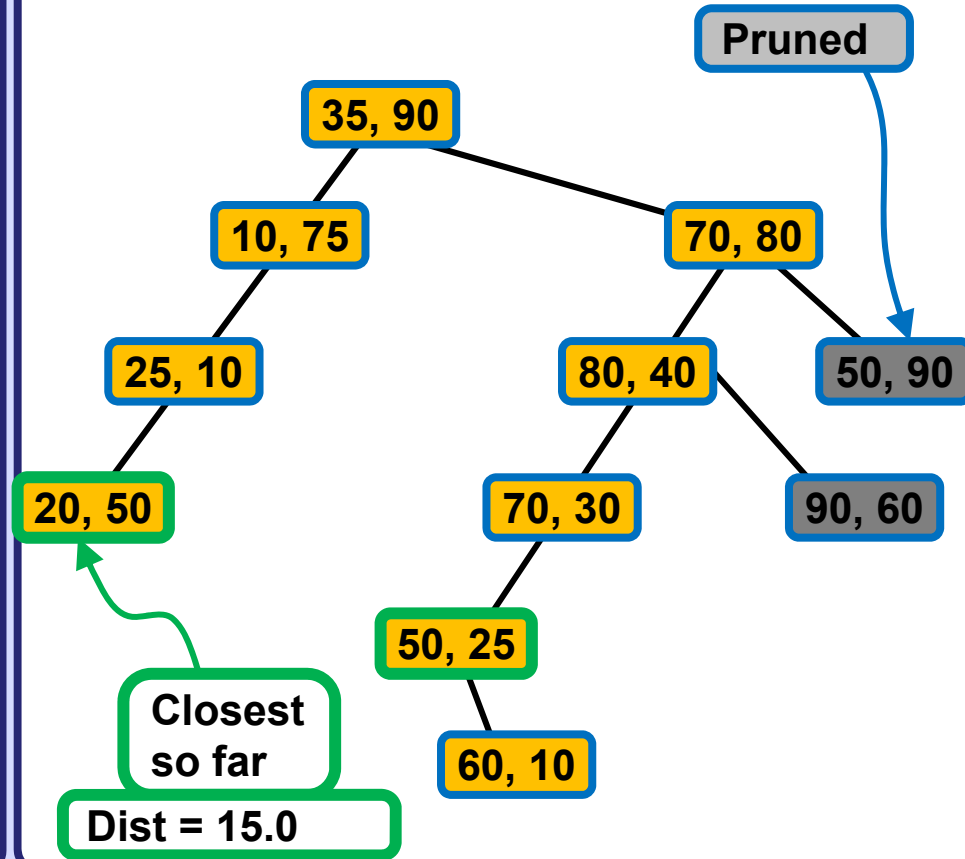 Pruned
35, 90
10, 75
70, 80
25, 10
80, 40
50, 90
20, 50
70, 30
90, 60
50, 25
Closest
so far
60, 10
Dist = 15.0